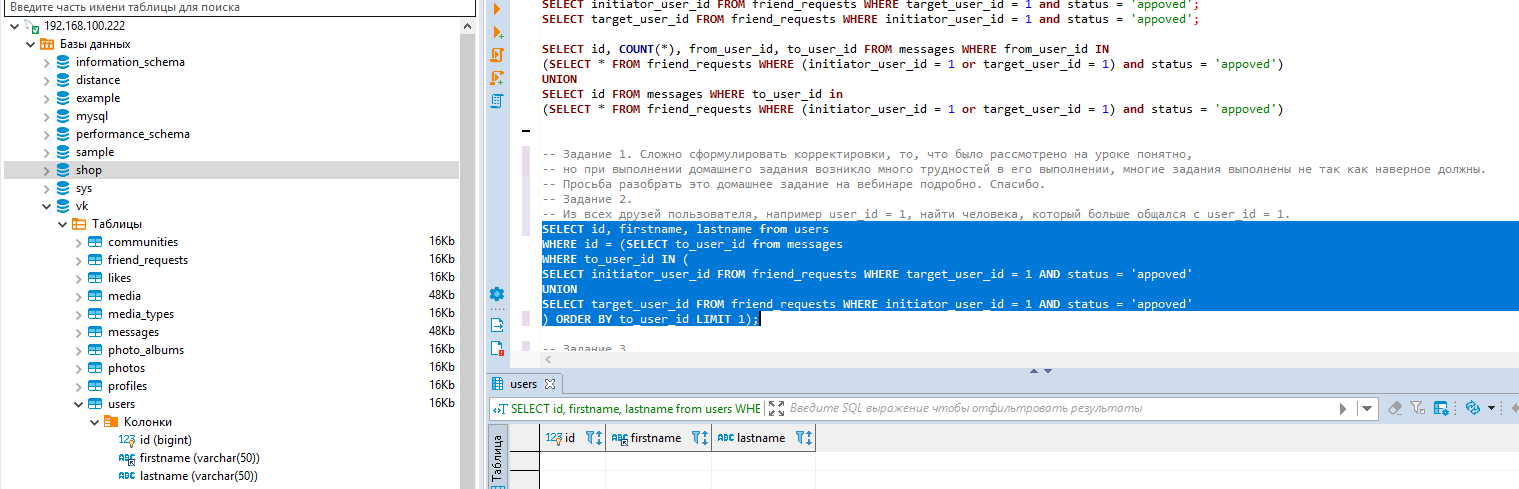 Введите часть имени таблицы для поиска
192.168.100.222
Базы данных
information_schema
distance
example
mysql
performance_schema
sample
shop
sys
vk
Таблицы
communities 16Kb
friend_requests 16Kb
likes 16Kb
media 48Kb
media_types 16Kb
messages 48Kb
photo_albums 16Kb
photos 16Kb
profiles 16Kb
users 16Kb
Колонки
123 id (bigint)
ABC firstname (varchar(50))
ABC lastname (varchar(50))
SELECT initiator_user_id FROM friend_requests WHERE target_user_id = 1 and status = 'appoved';
SELECT target_user_id FROM friend_requests WHERE initiator_user_id = 1 and status = 'appoved';
SELECT id, COUNT(*), from_user_id, to_user_id FROM messages WHERE from_user_id IN
(SELECT * FROM friend_requests WHERE (initiator_user_id = 1 or target_user_id = 1) and status = 'appoved')
UNION
SELECT id FROM messages WHERE to_user_id in
(SELECT * FROM friend_requests WHERE (initiator_user_id = 1 or target_user_id = 1) and status = 'appoved')
-- Задание 1. Сложно сформулировать корректировки, то, что было рассмотрено на уроке понятно,
-- но при выполнении домашнего задания возникло много трудностей в его выполнении, многие задания выполнены не так как наверное должны.
-- Просьба разобрать это домашнее задание на вебинаре подробно. Спасибо.
-- Задание 2.
-- Из всех друзей пользователя, например user_id = 1, найти человека, который больше общался с user_id = 1.
SELECT id, firstname, lastname from users
WHERE id = (SELECT to_user_id from messages
WHERE to_user_id IN (
SELECT initiator_user_id FROM friend_requests WHERE target_user_id = 1 AND status = 'appoved'
UNION
SELECT target_user_id FROM friend_requests WHERE initiator_user_id = 1 AND status = 'appoved'
) ORDER BY to_user_id LIMIT 1);
-- Задание 3
users
SELECT id, firstname, lastname from users WHE
Введите SQL выражение чтобы отфильтровать результаты
Таблица
123 id
ABC firstname
ABC lastname